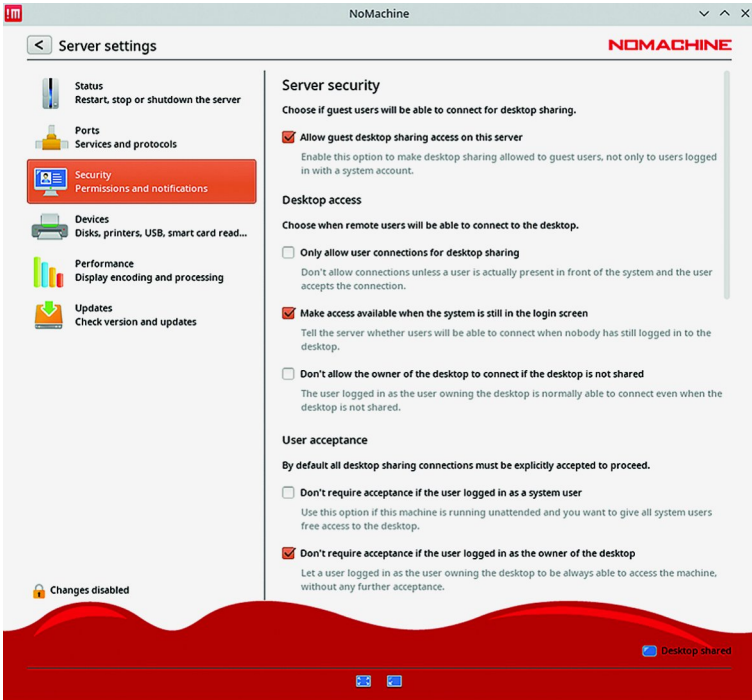 !m
NoMachine
< Server settings
NOMACHINE
Status
Restart, stop or shutdown the server
Ports
Services and protocols
Security
Permissions and notifications
Devices
Disks, printers, USB, smart card read...
Performance
Display encoding and processing
Updates
Check version and updates
Changes disabled
Server security
Choose if guest users will be able to connect for desktop sharing.
Allow guest desktop sharing access on this server
Enable this option to make desktop sharing allowed to guest users, not only to users logged
in with a system account.
Desktop access
Choose when remote users will be able to connect to the desktop.
Only allow user connections for desktop sharing
Don't allow connections unless a user is actually present in front of the system and the user
accepts the connection.
Make access available when the system is still in the login screen
Tell the server whether users will be able to connect when nobody has still logged in to the
desktop.
Don't allow the owner of the desktop to connect if the desktop is not shared
The user logged in as the user owning the desktop is normally able to connect even when the
desktop is not shared.
User acceptance
By default all desktop sharing connections must be explicitly accepted to proceed.
Don't require acceptance if the user logged in as a system user
Use this option if this machine is running unattended and you want to give all system users
free access to the desktop.
Don't require acceptance if the user logged in as the owner of the desktop
Let a user logged in as the user owning the desktop to be always able to access the machine,
without any further acceptance.
Desktop shared